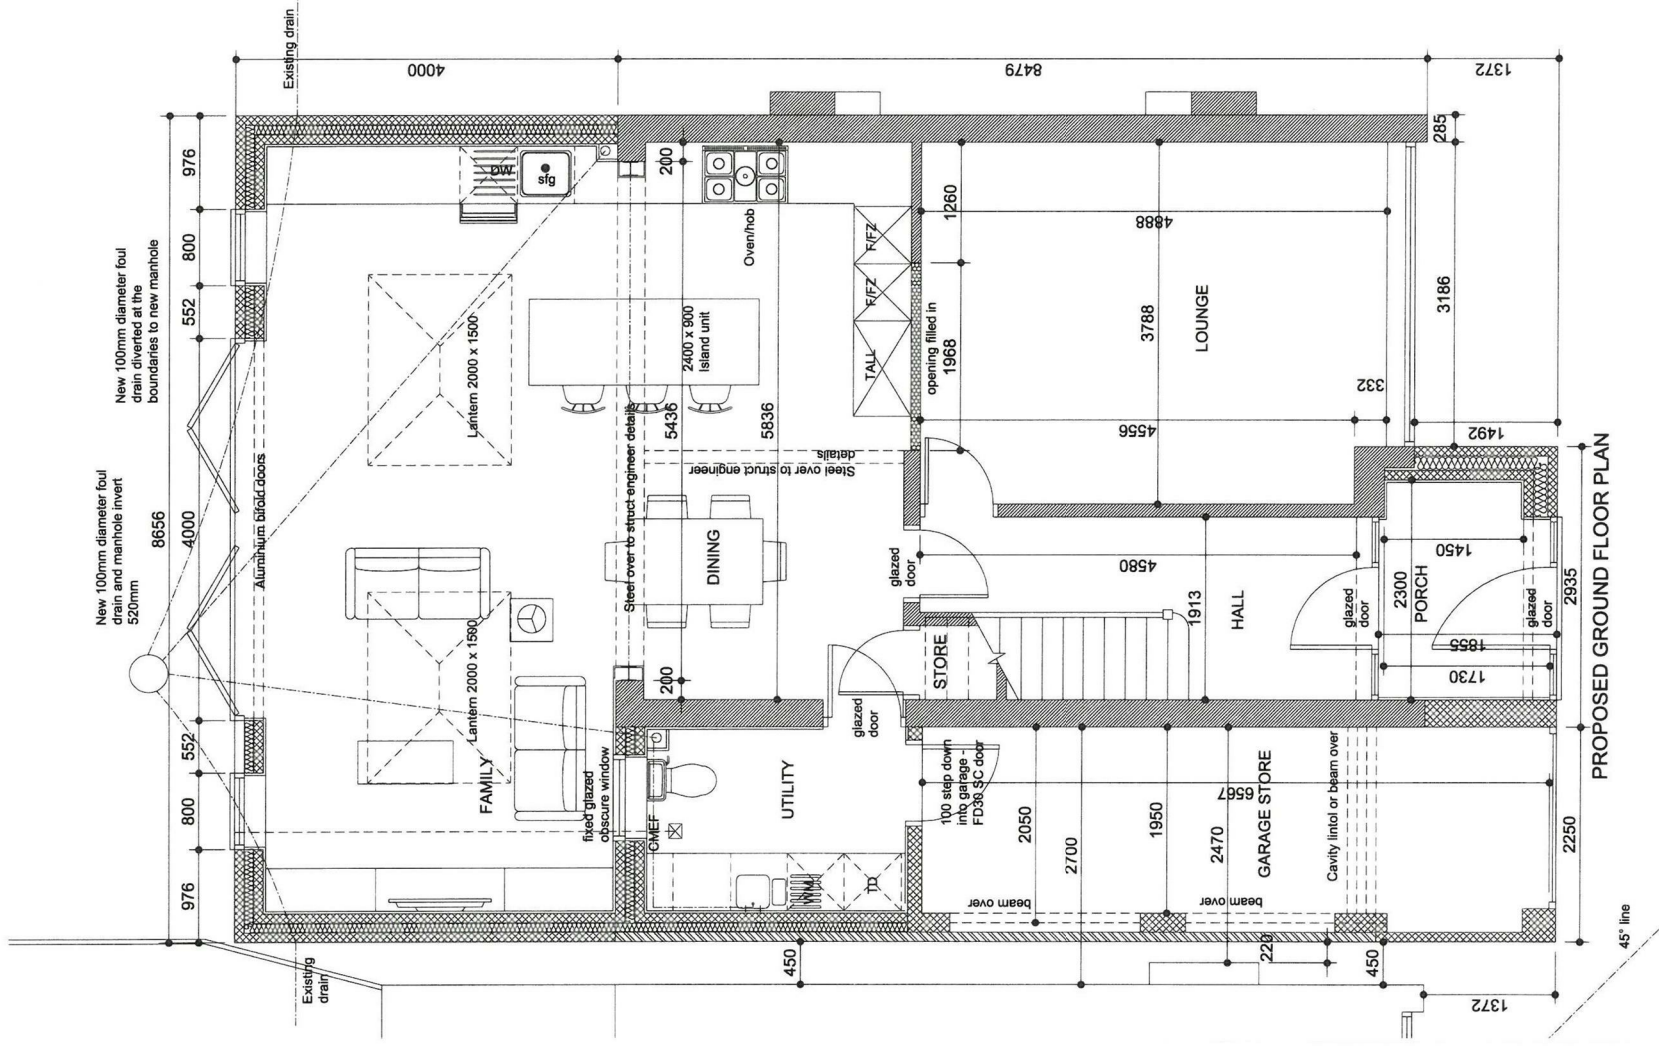 Existing drain
4000
8479
1372
New 100mm diameter foul
drain diverted at the
boundaries to new manhole
New 100mm diameter foul
drain and manhole invert
520mm
8656
976
800
552
4000
552
800
976
Aluminium bifold doors
Lantern 2000 x 1500
Lantern 2000 x 1500
FAMILY
DW
sfg
Oven/hob
200
5436
5836
200
2400 x 900
Island unit
Steel over to struct engineer details
Steel over to struct engineer
details
DINING
F/FZ
F/FZ
TALL
opening filled in
1260
1968
4888
3788
LOUNGE
332
4556
285
3186
1492
glazed
door
4580
1913
HALL
STORE
glazed
door
1450
2300
PORCH
glazed
door
1855
1730
2935
glazed
door
fixed glazed
obscure window
CMEF
UTILITY
WM
TD
100 step down
into garage -
FD30 SC door
6567
2050
2700
1950
2470
GARAGE STORE
Cavity lintol or beam over
beam over
beam over
2250
Existing
drain
450
220
450
1372
45° line
PROPOSED GROUND FLOOR PLAN